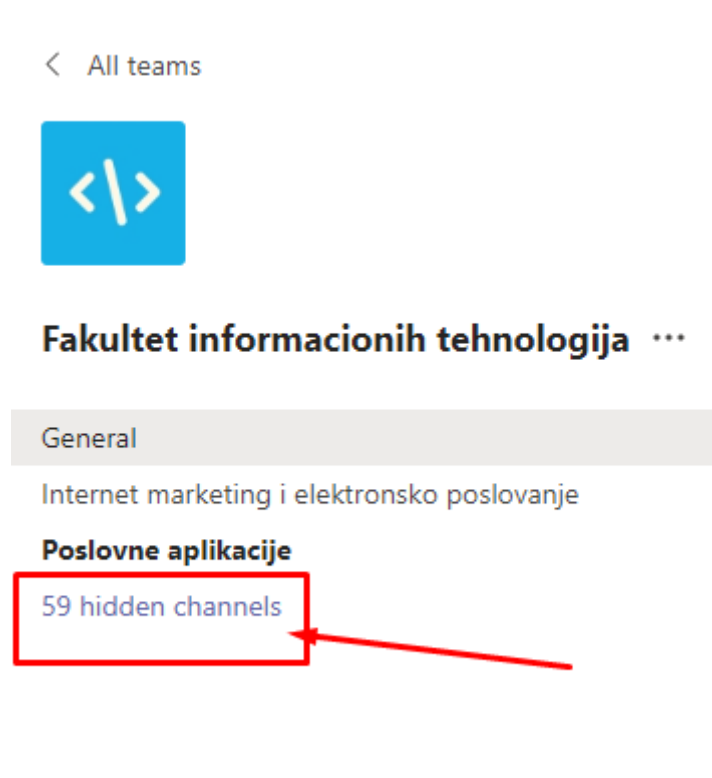 All teams
Fakultet informacionih tehnologija
General
Internet marketing i elektronsko poslovanje
Poslovne aplikacije
59 hidden channels